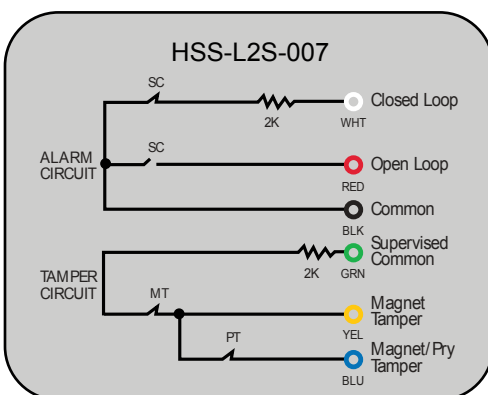 HSS-L2S-007
SC
2K
WHT
Closed Loop
ALARM
CIRCUIT
SC
RED
Open Loop
BLK
Common
2K
GRN
Supervised
Common
TAMPER
CIRCUIT
MT
YEL
Magnet
Tamper
PT
BLU
Magnet/Pry
Tamper